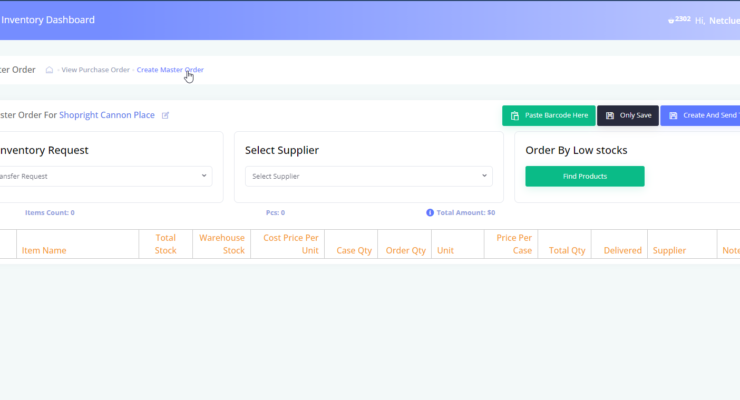 Inventory Dashboard
2302 Hi, Netclue
ter Order View Purchase Order - Create Master Order
ster Order For Shopright Cannon Place
Paste Barcode Here Only Save Create And Send
nventory Request Select Supplier Order By Low stocks
ansfer Request Select Supplier Find Products
Items Count: 0 Pcs: 0 Total Amount: $0
Item Name Total Stock Warehouse Stock Cost Price Per Unit Case Qty Order Qty Unit Price Per Case Total Qty Delivered Supplier Note